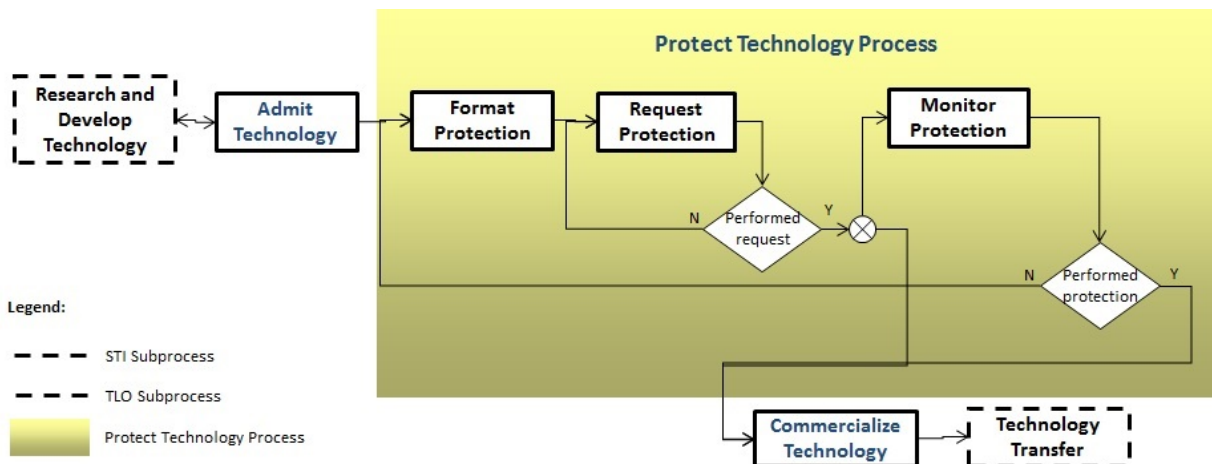 Protect Technology Process
Research and
Develop
Technology
Admit
Technology
Format
Protection
Request
Protection
Monitor
Protection
N
Performed
request
Y
N
Performed
protection
Y
Legend:
STI Subprocess
TLO Subprocess
Protect Technology Process
Commercialize
Technology
Technology
Transfer